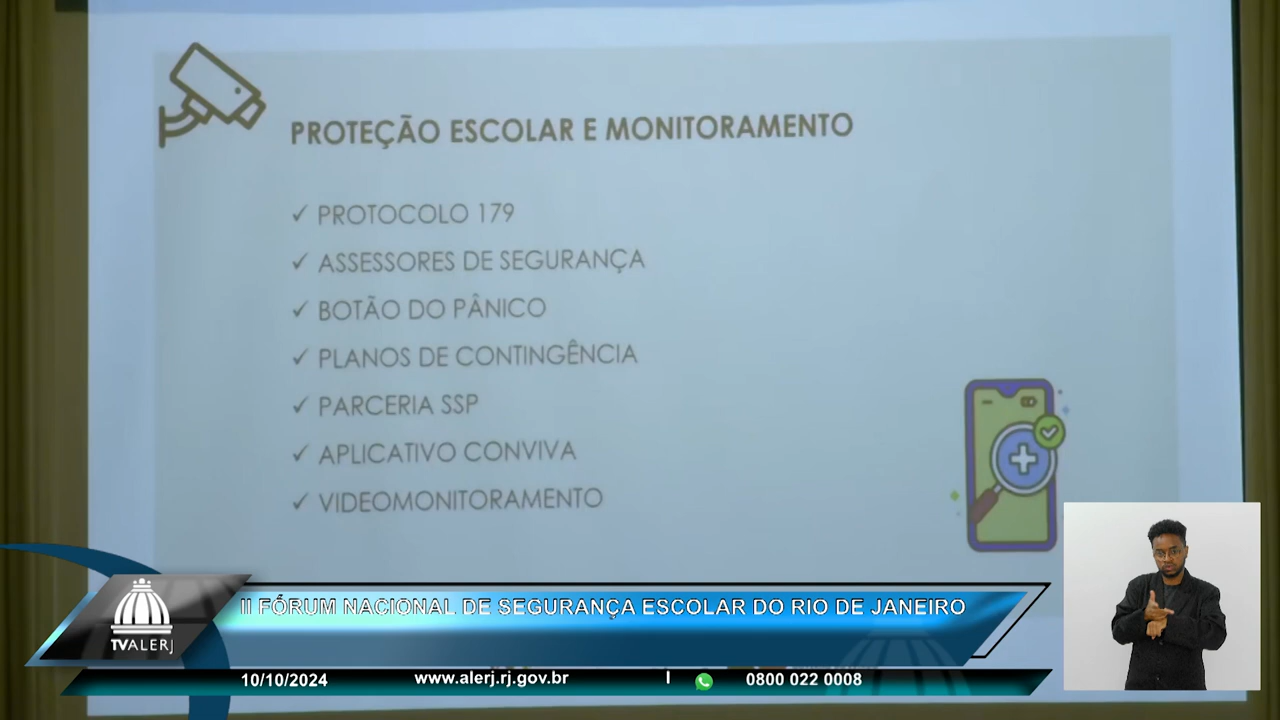 PROTEÇÃO ESCOLAR E MONITORAMENTO
✓ PROTOCOLO 179
✓ ASSESSORES DE SEGURANÇA
✓ BOTÃO DO PÂNICO
✓ PLANOS DE CONTINGÊNCIA
✓ PARCERIA SSP
✓ APLICATIVO CONVIVA
✓ VIDEOMONITORAMENTO
II FÓRUM NACIONAL DE SEGURANÇA ESCOLAR DO RIO DE JANEIRO
TVALERJ
10/10/2024 www.alerj.rj.gov.br | 0800 022 0008